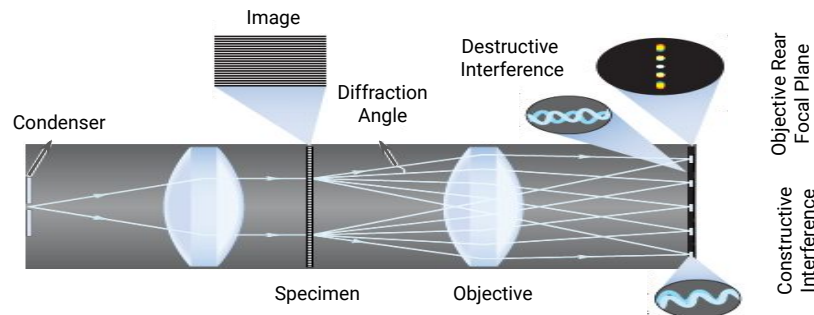 Image
Destructive
Interference
Objective Rear
Focal Plane
Diffraction
Angle
Condenser
Constructive
Interference
Specimen
Objective